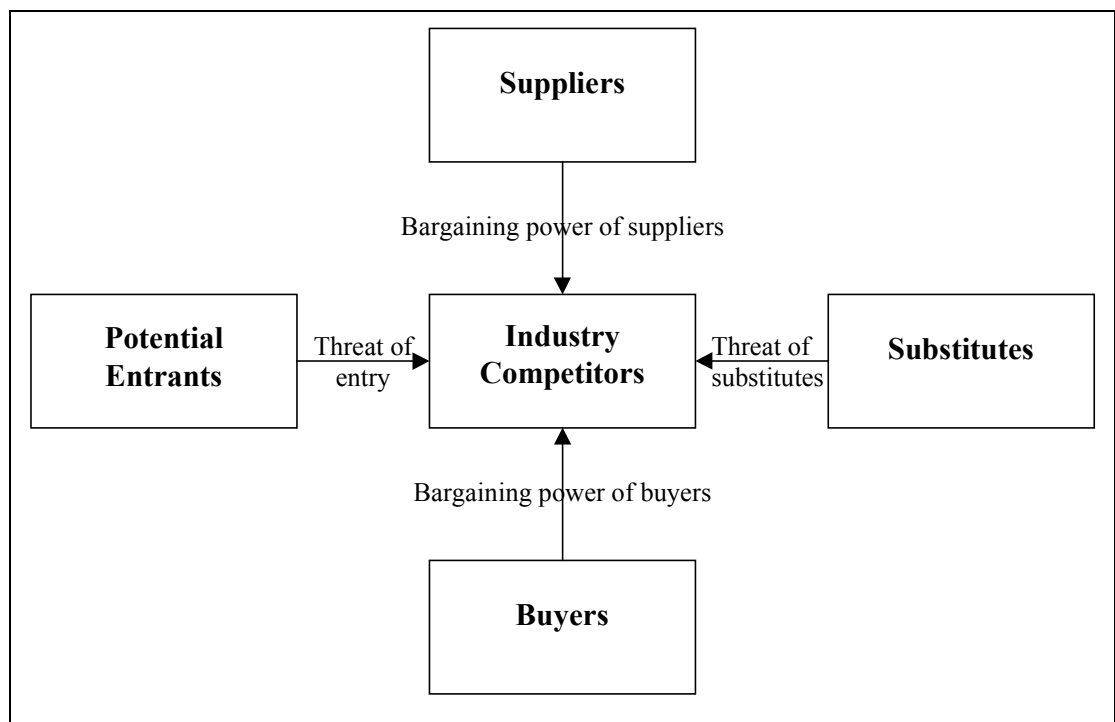 Suppliers
Bargaining power of suppliers
Potential
Entrants
Threat of
entry
Industry
Competitors
Threat of
substitutes
Substitutes
Bargaining power of buyers
Buyers